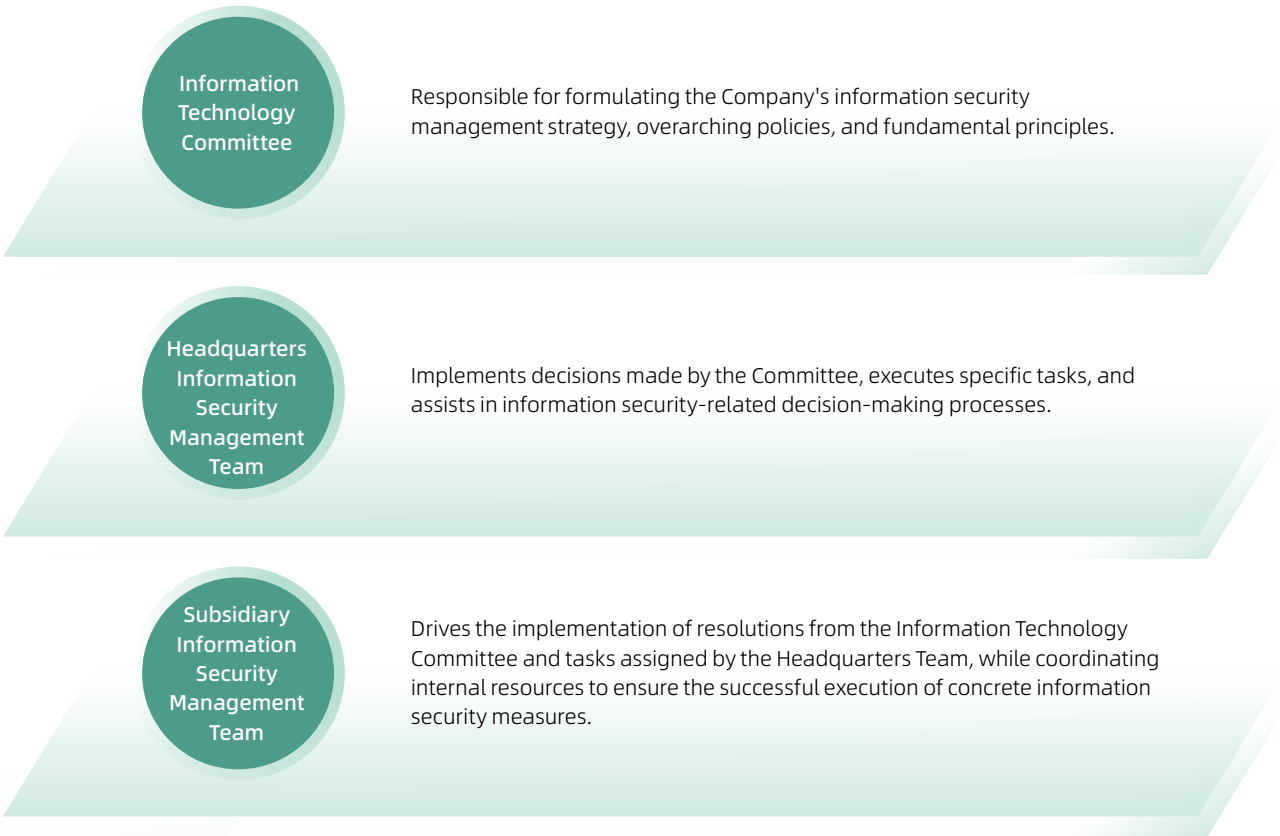 Information
Technology
Committee
Responsible for formulating the Company's information security
management strategy, overarching policies, and fundamental principles.
Headquarters
Information
Security
Management
Team
Implements decisions made by the Committee, executes specific tasks, and
assists in information security-related decision-making processes.
Subsidiary
Information
Security
Management
Team
Drives the implementation of resolutions from the Information Technology
Committee and tasks assigned by the Headquarters Team, while coordinating
internal resources to ensure the successful execution of concrete information
security measures.